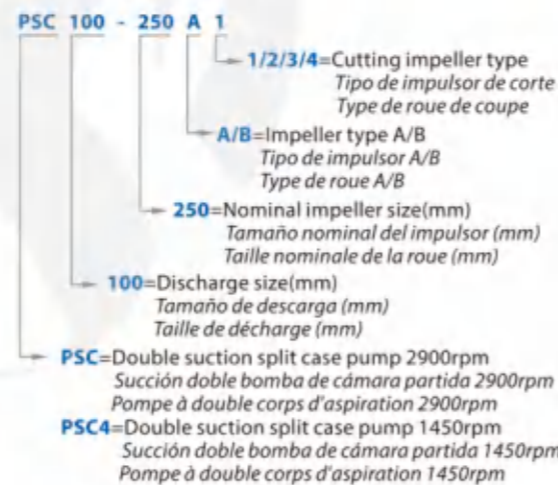 PSC 100 - 250 A 1
1/2/3/4=Cutting impeller type
Tipo de impulsor de corte
Type de roue de coupe
A/B=Impeller type A/B
Tipo de impulsor A/B
Type de roue A/B
250=Nominal impeller size(mm)
Tamaño nominal del impulsor (mm)
Taille nominale de la roue (mm)
100=Discharge size(mm)
Tamaño de descarga (mm)
Taille de décharge (mm)
PSC=Double suction split case pump 2900rpm
Succión doble bomba de cámara partida 2900rpm
Pompe à double corps d'aspiration 2900rpm
PSC4=Double suction split case pump 1450rpm
Succión doble bomba de cámara partida 1450rpm
Pompe à double corps d'aspiration 1450rpm